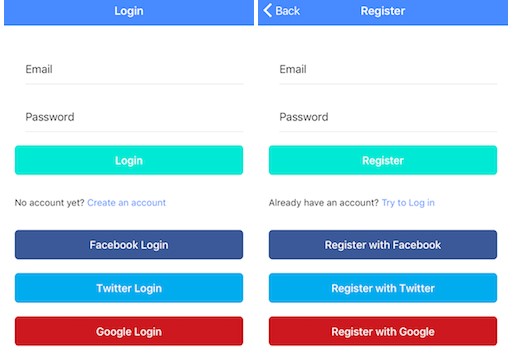 Login
Email
Password
Login
No account yet? Create an account
Facebook Login
Twitter Login
Google Login
Back
Register
Email
Password
Register
Already have an account? Try to Log in
Register with Facebook
Register with Twitter
Register with Google